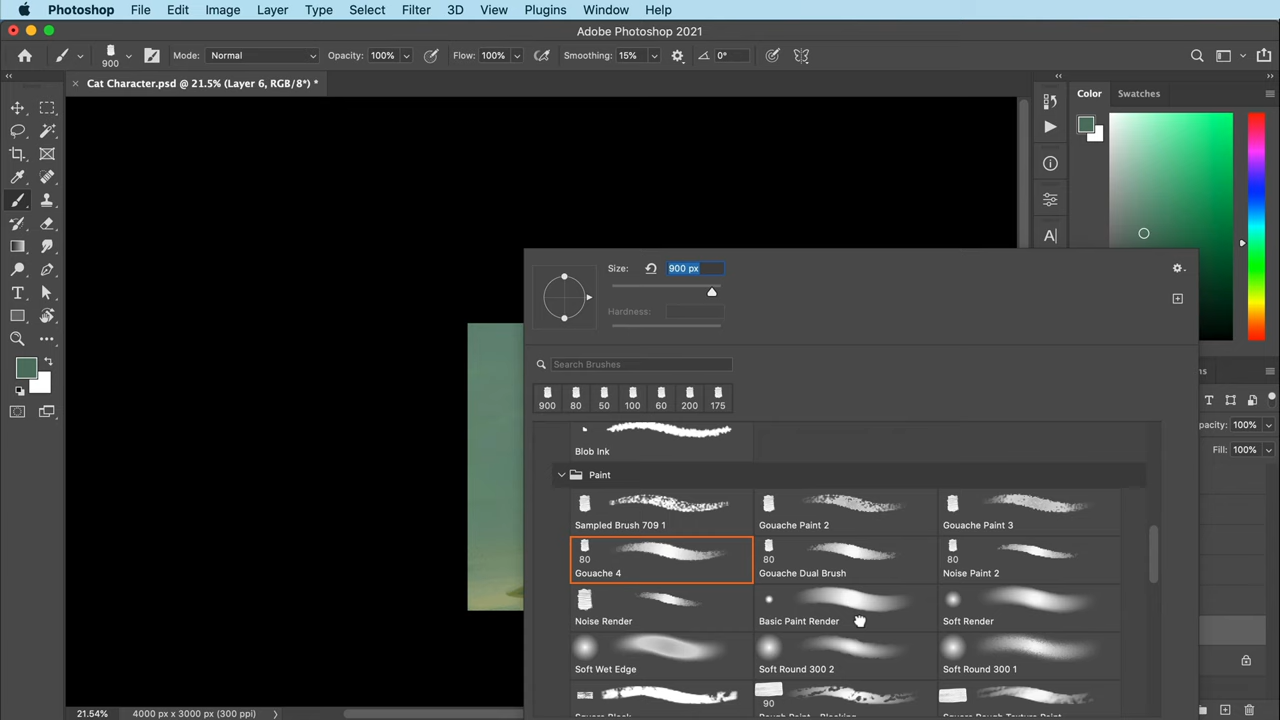 Photoshop File Edit Image Layer Type Select Filter 3D View Plugins Window Help
Adobe Photoshop 2021
900 Mode: Normal Opacity: 100% Flow: 100% Smoothing: 15% 0°
× Cat Character.psd @ 21.5% (Layer 6, RGB/8*) *
Color Swatches
Size: 900 px
Hardness:
Search Brushes
900 80 50 100 60 200 175
Opacity: 100%
Fill: 100%
Blob Ink
Paint
Sampled Brush 709 1 Gouache Paint 2 Gouache Paint 3
80 80 80
Gouache 4 Gouache Dual Brush Noise Paint 2
Noise Render Basic Paint Render Soft Render
Soft Wet Edge Soft Round 300 2 Soft Round 300 1
90
21.54% 4000 px x 3000 px (300 ppi)